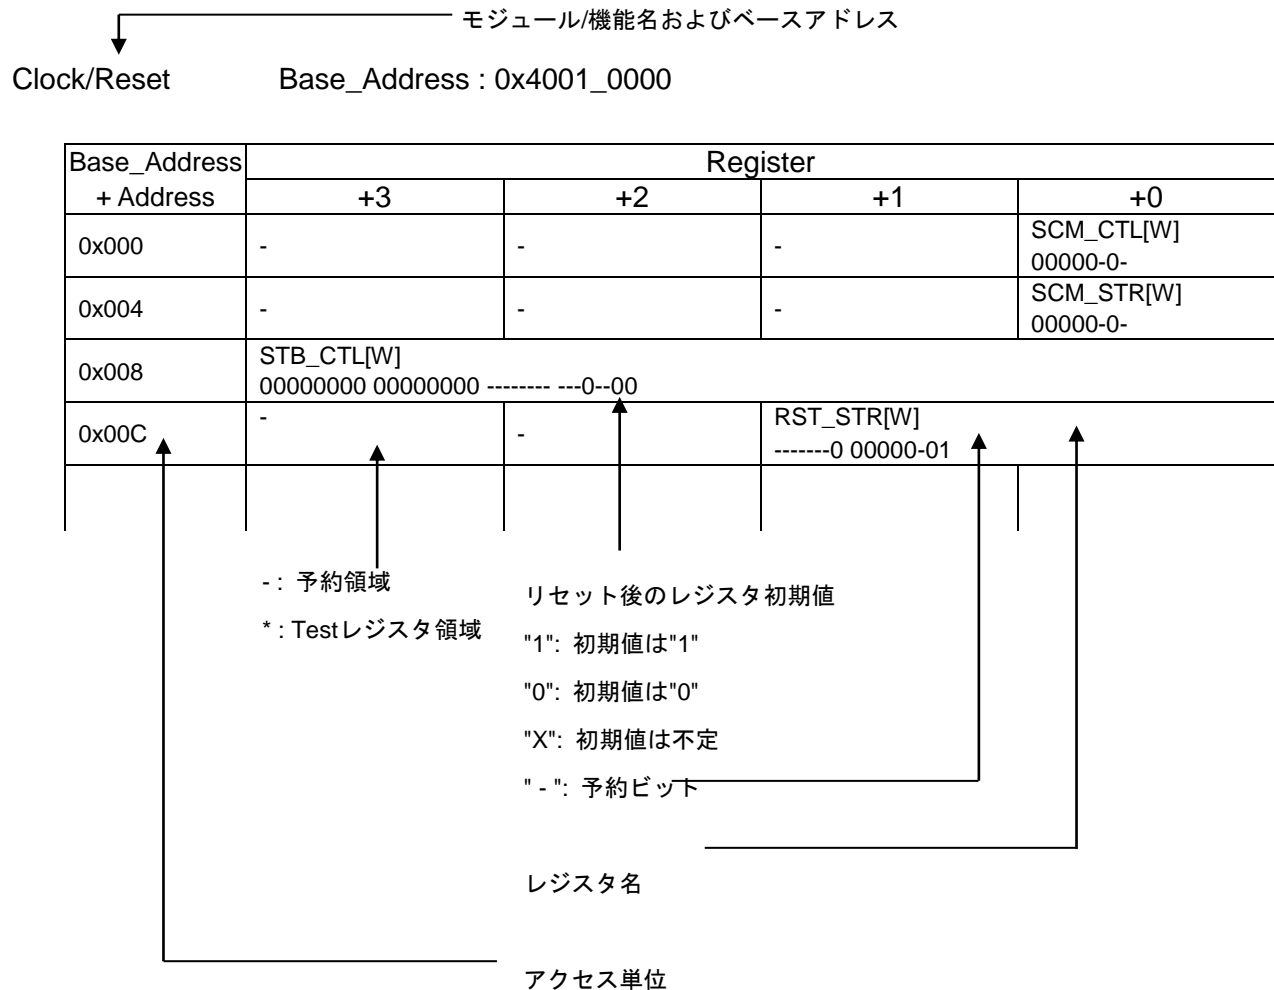 モジュール/機能名およびベースアドレス
Clock/Reset Base_Address : 0x4001_0000
Base_Address Register
+ Address +3 +2 +1 +0
0x000 - - - SCM_CTL[W]
00000-0-
0x004 - - - SCM_STR[W]
00000-0-
0x008 STB_CTL[W]
00000000 00000000 -------- ---0--00
0x00C - - RST_STR[W]
-------0 00000-01
- : 予約領域
* : Testレジスタ領域
リセット後のレジスタ初期値
"1": 初期値は"1"
"0": 初期値は"0"
"X": 初期値は不定
" - ": 予約ビット
レジスタ名
アクセス単位